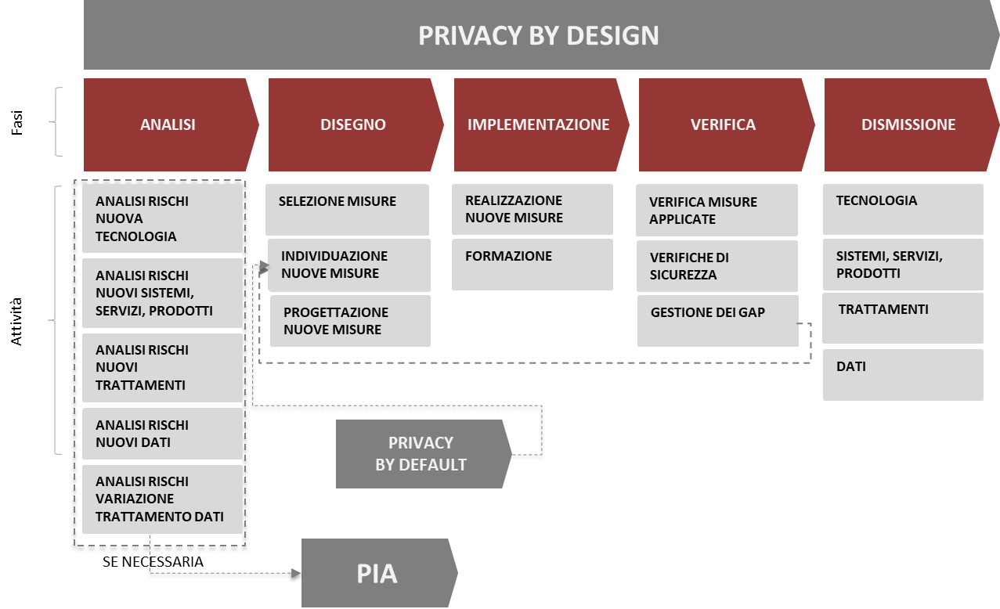 PRIVACY BY DESIGN
Fasi
ANALISI
DISEGNO
IMPLEMENTAZIONE
VERIFICA
DISMISSIONE
Attività
ANALISI RISCHI
NUOVA
TECNOLOGIA
ANALISI RISCHI
NUOVI SISTEMI,
SERVIZI, PRODOTTI
ANALISI RISCHI
NUOVI
TRATTAMENTI
ANALISI RISCHI
NUOVI DATI
ANALISI RISCHI
VARIAZIONE
TRATTAMENTO DATI
SELEZIONE MISURE
INDIVIDUAZIONE
NUOVE MISURE
PROGETTAZIONE
NUOVE MISURE
REALIZZAZIONE
NUOVE MISURE
FORMAZIONE
VERIFICA MISURE
APPLICATE
VERIFICHE DI
SICUREZZA
GESTIONE DEI GAP
TECNOLOGIA
SISTEMI, SERVIZI,
PRODOTTI
TRATTAMENTI
DATI
PRIVACY
BY DEFAULT
SE NECESSARIA
PIA